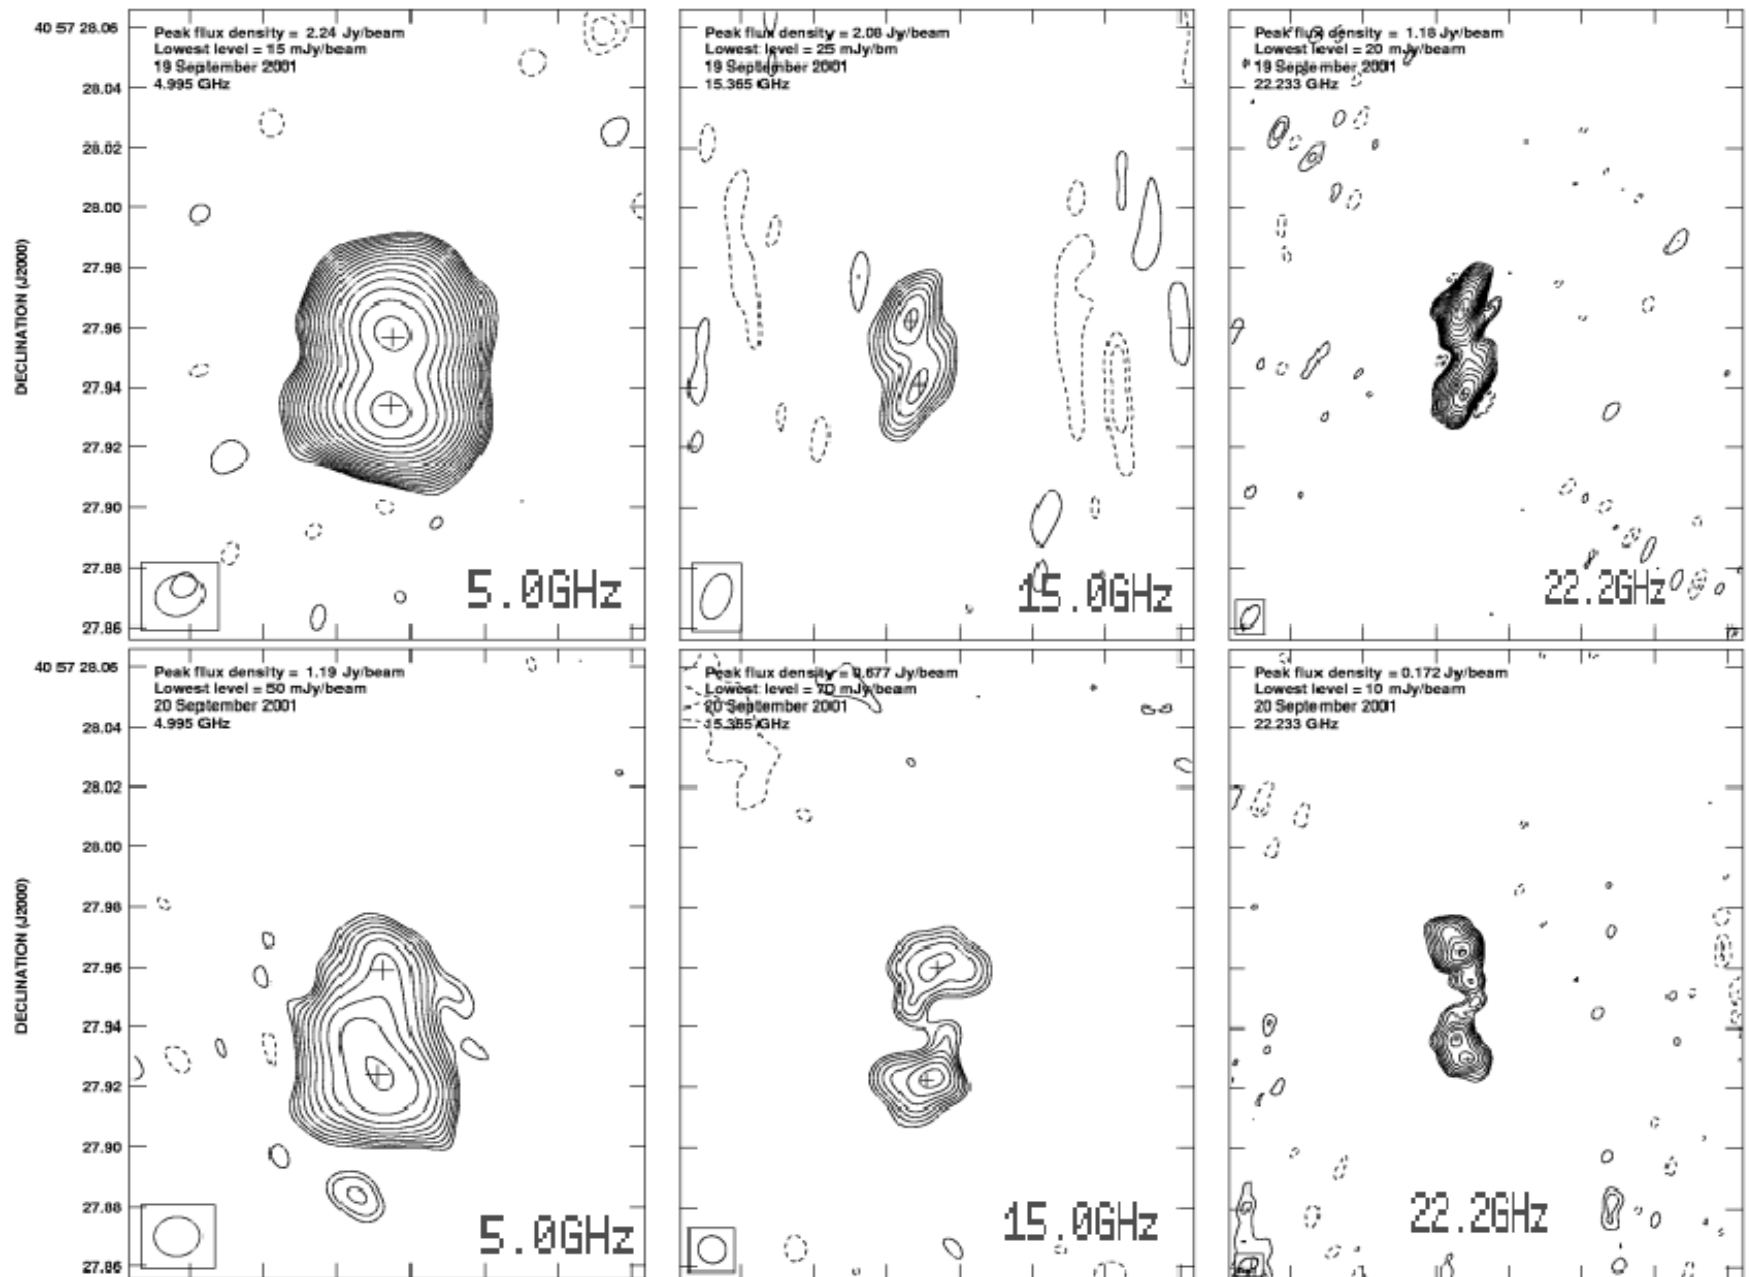 40 57 28.06
28.04
28.02
28.00
27.98
27.96
27.94
27.92
27.90
27.88
27.86
DECLINATION (J2000)
Peak flux density = 2.24 Jy/beam
Lowest level = 15 mJy/beam
19 September 2001
4.995 GHz
5.0GHz
Peak flux density = 2.08 Jy/beam
Lowest level = 25 mJy/bm
19 September 2001
15.365 GHz
15.0GHz
Peak flux density = 1.18 Jy/beam
Lowest level = 20 mJy/beam
19 September 2001
22.233 GHz
22.2GHz
40 57 28.06
28.04
28.02
28.00
27.98
27.96
27.94
27.92
27.90
27.88
27.86
DECLINATION (J2000)
Peak flux density = 1.19 Jy/beam
Lowest level = 50 mJy/beam
20 September 2001
4.995 GHz
5.0GHz
Peak flux density = 0.677 Jy/beam
Lowest level = 70 mJy/beam
20 September 2001
15.365 GHz
15.0GHz
Peak flux density = 0.172 Jy/beam
Lowest level = 10 mJy/beam
20 September 2001
22.233 GHz
22.2GHz